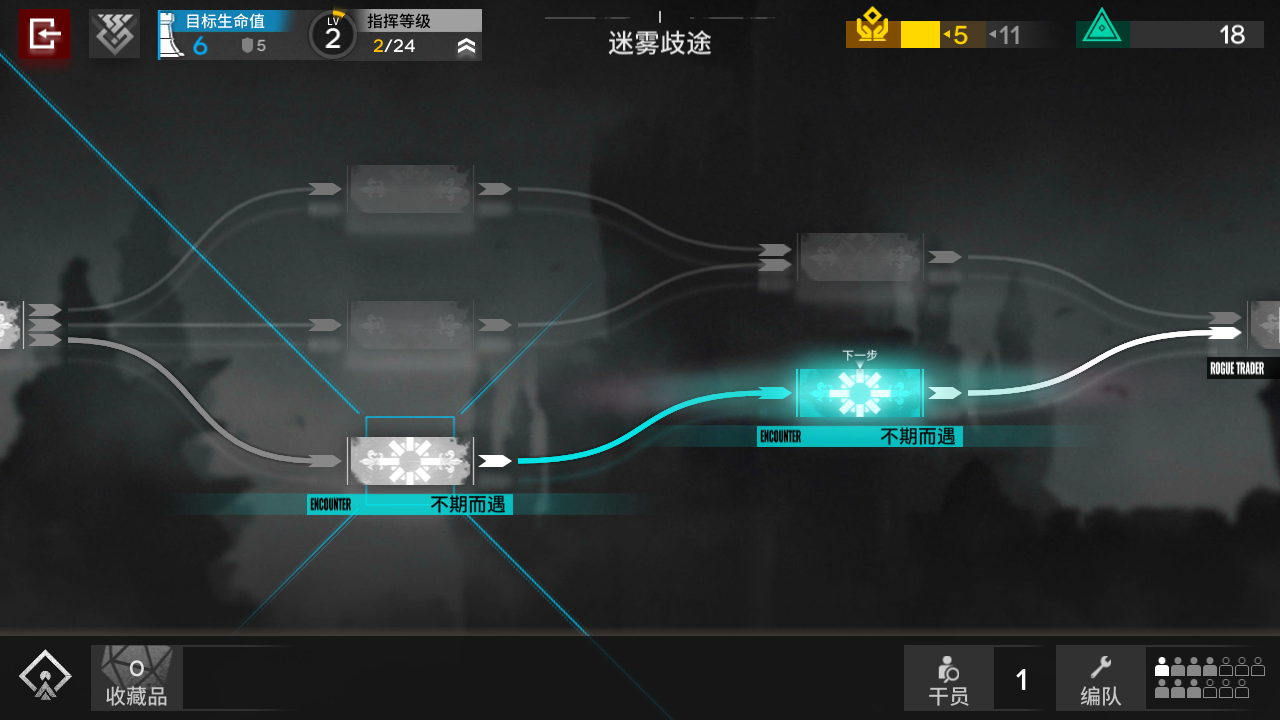 目标生命值
6
5
LV
2
指挥等级
2/24
迷雾歧途
5
11
18
下一步
ROGUE TRADER
ENCOUNTER 不期而遇
ENCOUNTER 不期而遇
0
收藏品
干员
1
编队